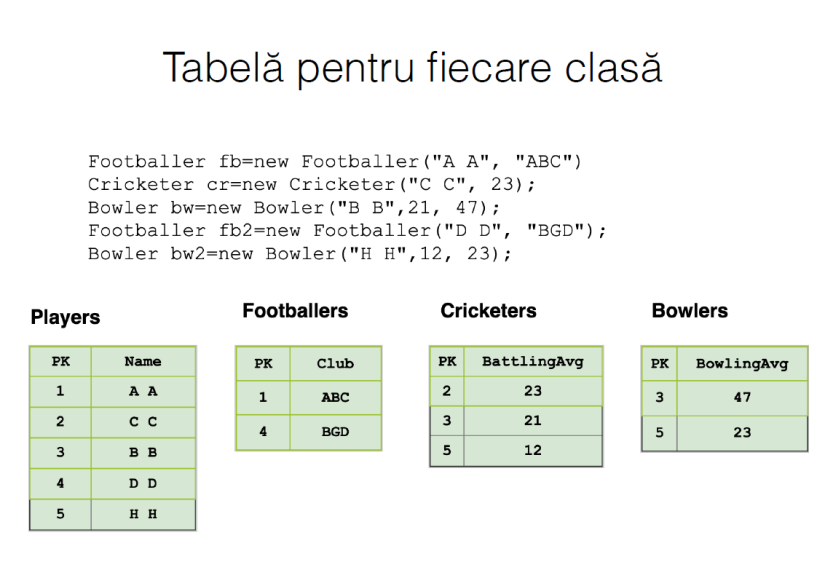 Tabelă pentru fiecare clasă
Footballer fb=new Footballer("A A", "ABC")
Cricketer cr=new Cricketer("C C", 23);
Bowler bw=new Bowler("B B",21, 47);
Footballer fb2=new Footballer("D D", "BGD");
Bowler bw2=new Bowler("H H",12, 23);
Players
PK Name
1 A A
2 C C
3 B B
4 D D
5 H H
Footballers
PK Club
1 ABC
4 BGD
Cricketers
PK BattlingAvg
2 23
3 21
5 12
Bowlers
PK BowlingAvg
3 47
5 23